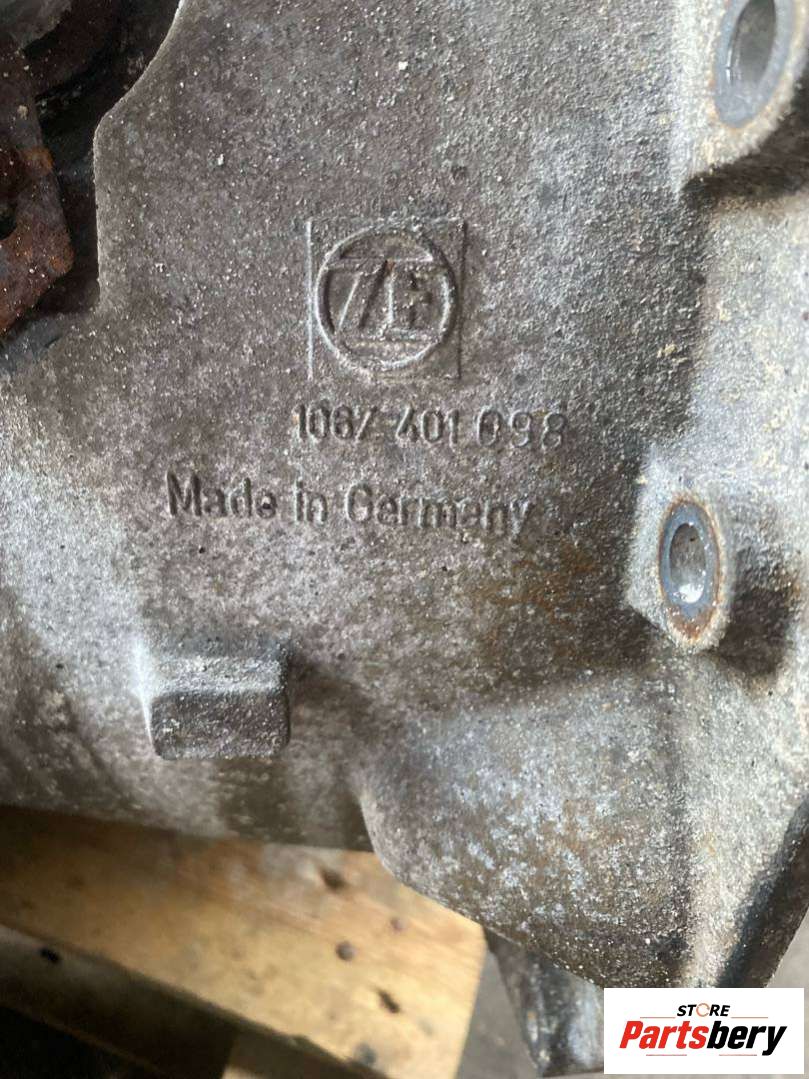 ZF
1067 401 098
Made in Germany
STORE
Partsbery